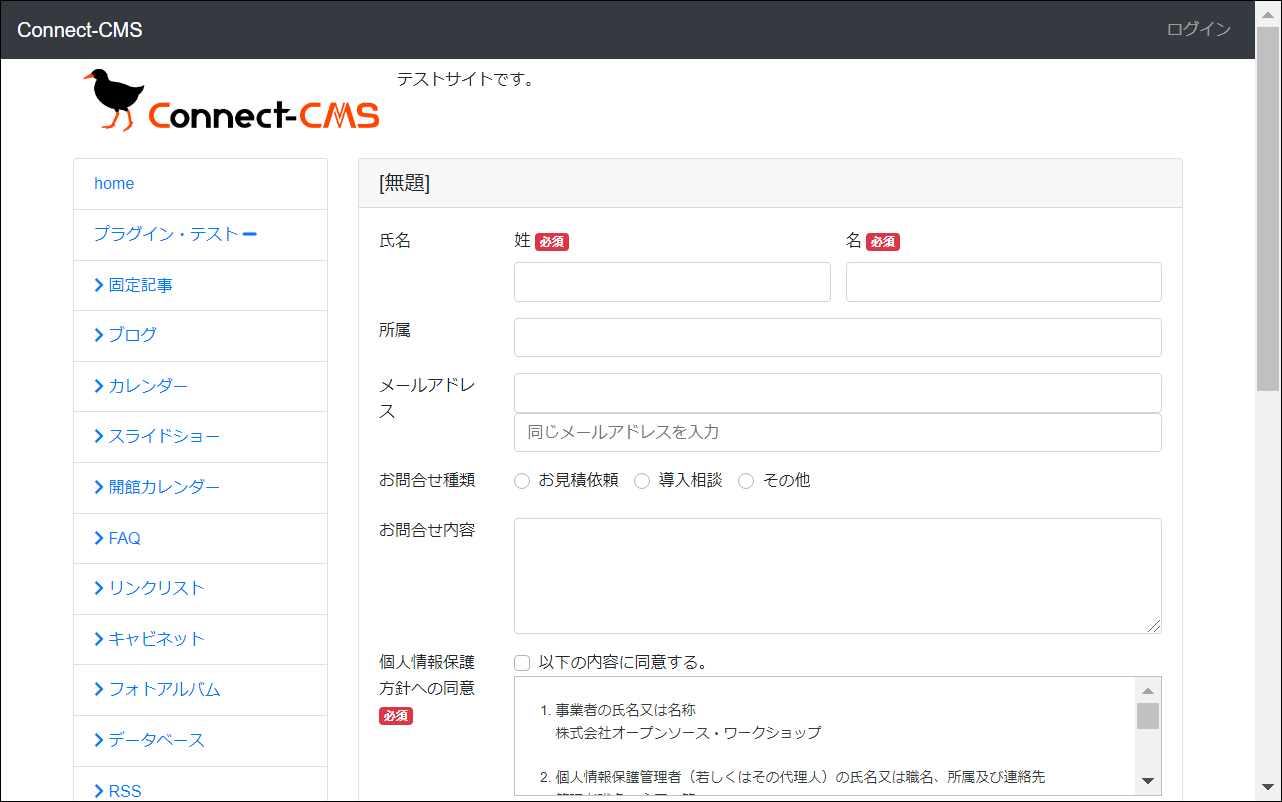 Connect-CMS
ログイン
Connect-CMS
テストサイトです。
home
プラグイン・テスト
固定記事
ブログ
カレンダー
スライドショー
開館カレンダー
FAQ
リンクリスト
キャビネット
フォトアルバム
データベース
RSS
[無題]
氏名
姓 必須
名 必須
所属
メールアドレ
ス
同じメールアドレスを入力
お問合せ種類
お見積依頼
導入相談
その他
お問合せ内容
個人情報保護
方針への同意
必須
以下の内容に同意する。
1. 事業者の氏名又は名称
株式会社オープンソース・ワークショップ
2. 個人情報保護管理者（若しくはその代理人）の氏名又は職名、所属及び連絡先